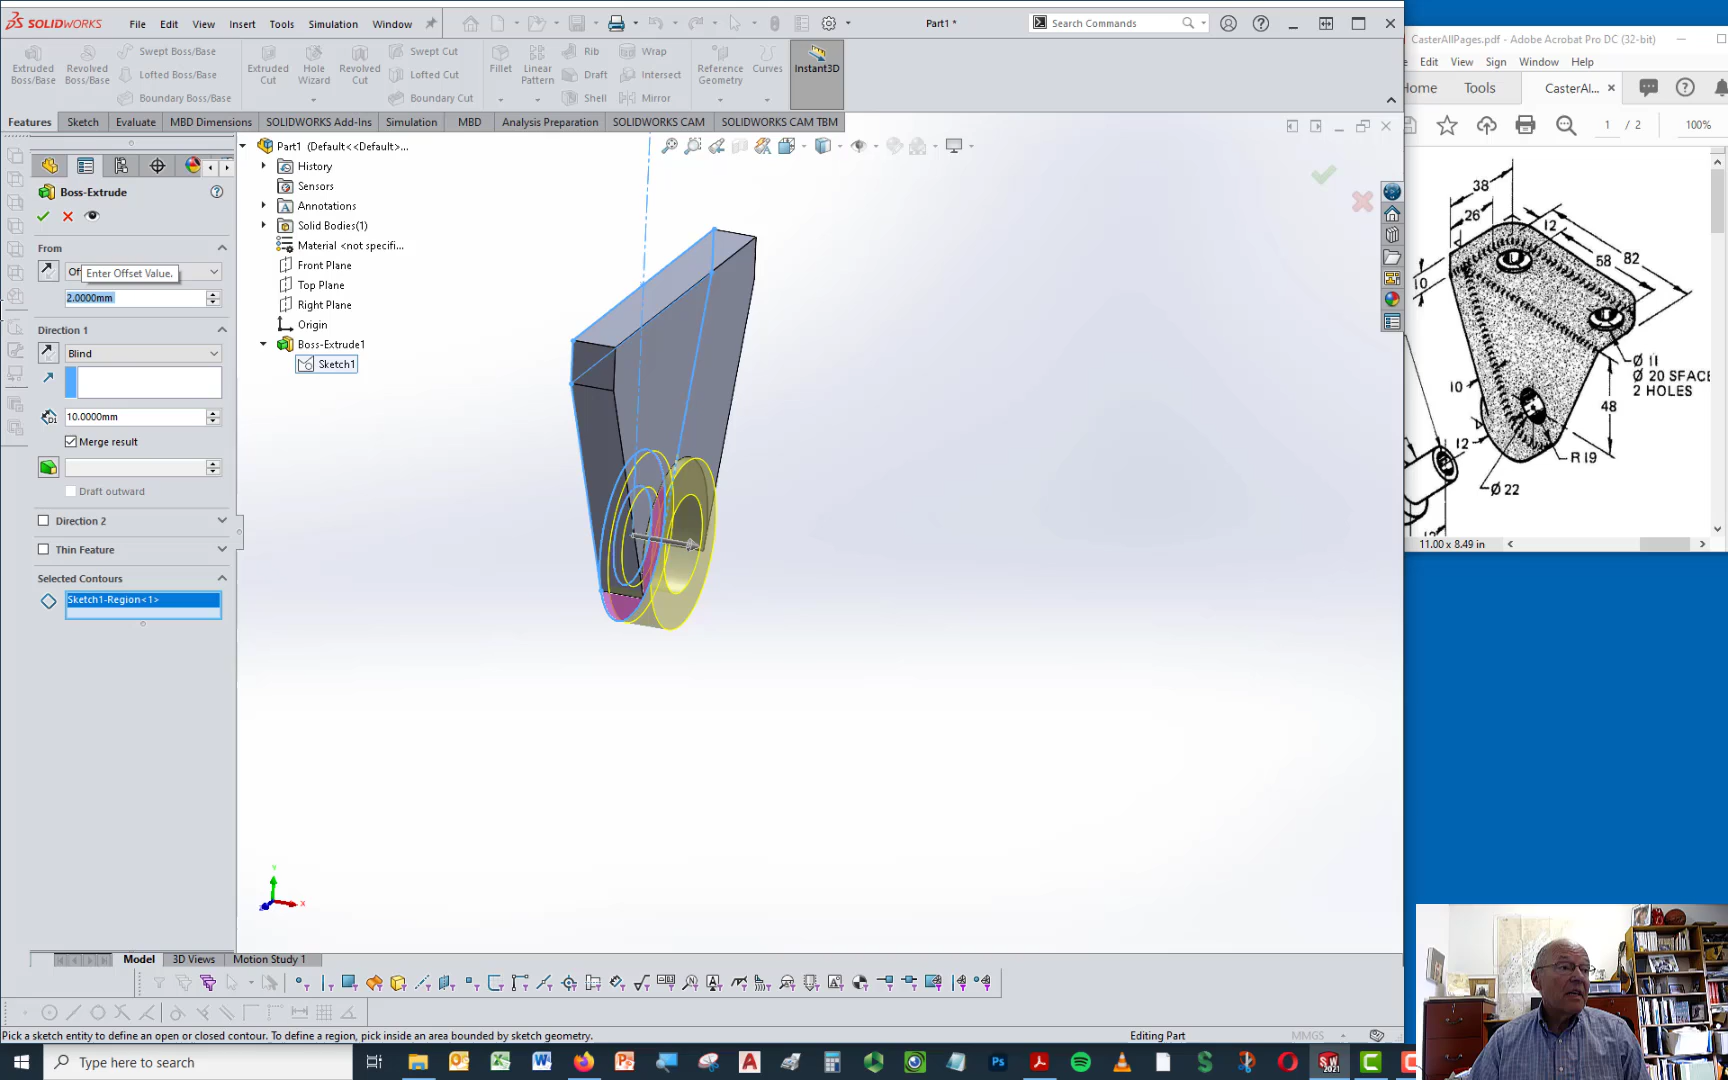 SOLIDWORKS File Edit View Insert Tools Simulation Window Part1 * Search Commands
Extruded Boss/Base
Revolved Boss/Base
Swept Boss/Base
Lofted Boss/Base
Boundary Boss/Base
Extruded Cut
Hole Wizard
Revolved Cut
Swept Cut
Lofted Cut
Boundary Cut
Fillet
Linear Pattern
Rib
Draft
Shell
Wrap
Intersect
Mirror
Reference Geometry
Curves
Instant3D
Features Sketch Evaluate MBD Dimensions SOLIDWORKS Add-Ins Simulation MBD Analysis Preparation SOLIDWORKS CAM SOLIDWORKS CAM TBM
Boss-Extrude
From
Enter Offset Value.
2.0000mm
Direction 1
Blind
10.0000mm
Merge result
Draft outward
Direction 2
Thin Feature
Selected Contours
Sketch1-Region<1>
Part1 (Default<<Default>...
History
Sensors
Annotations
Solid Bodies(1)
Material <not specifi...
Front Plane
Top Plane
Right Plane
Origin
Boss-Extrude1
Sketch1
Y
X
Model 3D Views Motion Study 1
Pick a sketch entity to define an open or closed contour. To define a region, pick inside an area bounded by sketch geometry.
Editing Part
MMGS
CasterAllPages.pdf - Adobe Acrobat Pro DC (32-bit)
Edit View Sign Window Help
Home Tools CasterAl...
1 / 2 100%
38
26
12
58
82
10
10
Ø 11
Ø 20 SFACE
2 HOLES
48
12
R 19
Ø 22
11.00 x 8.49 in
Type here to search
SW
2021